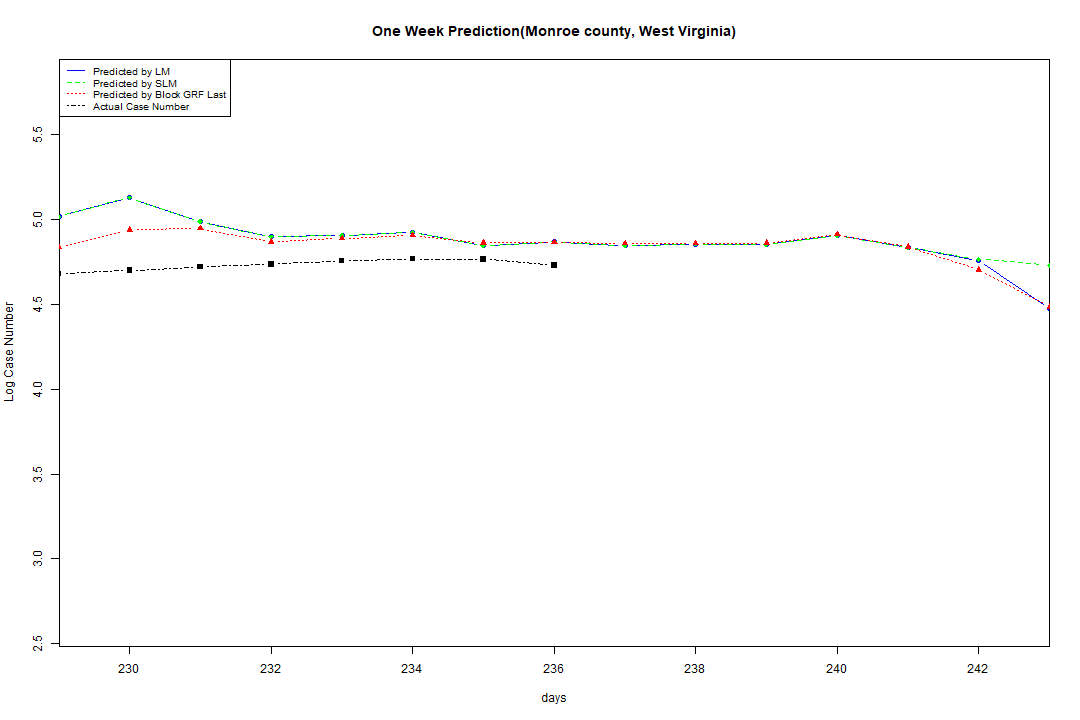 One Week Prediction(Monroe county, West Virginia)
Predicted by LM
Predicted by SLM
Predicted by Block GRF Last
Actual Case Number
5.5
5.0
4.5
4.0
3.5
3.0
2.5
Log Case Number
230 232 234 236 238 240 242
days